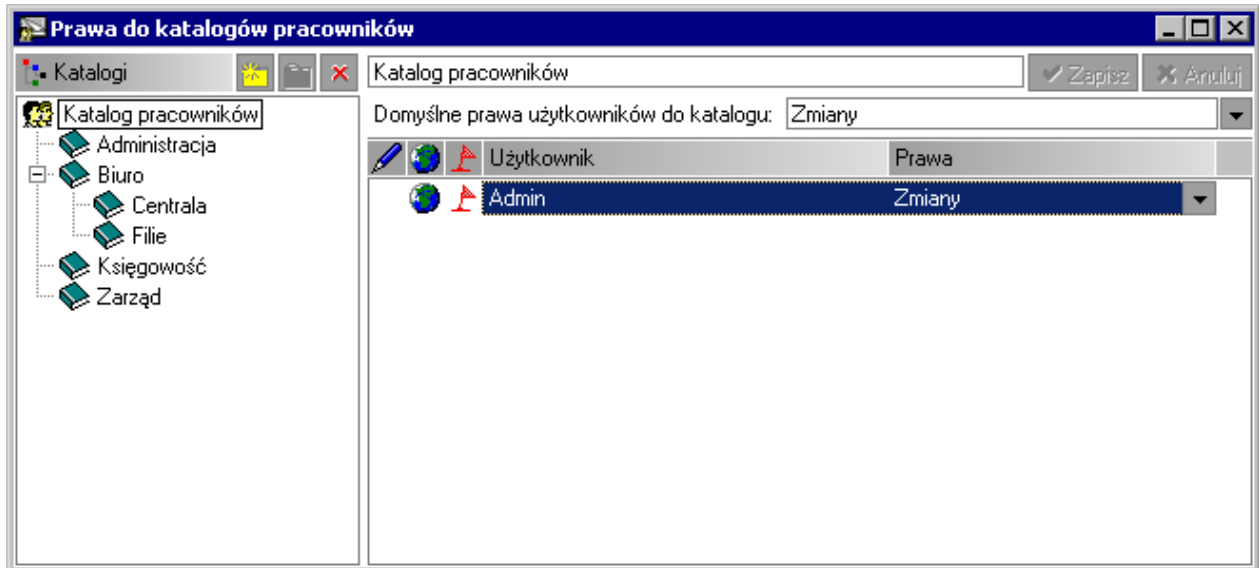 Prawa do katalogów pracowników
Katalogi
Katalog pracowników
Zapisz
Anuluj
Katalog pracowników
Administracja
Biuro
Centrala
Filie
Księgowość
Zarząd
Domyślne prawa użytkowników do katalogu: Zmiany
Użytkownik Prawa
Admin Zmiany